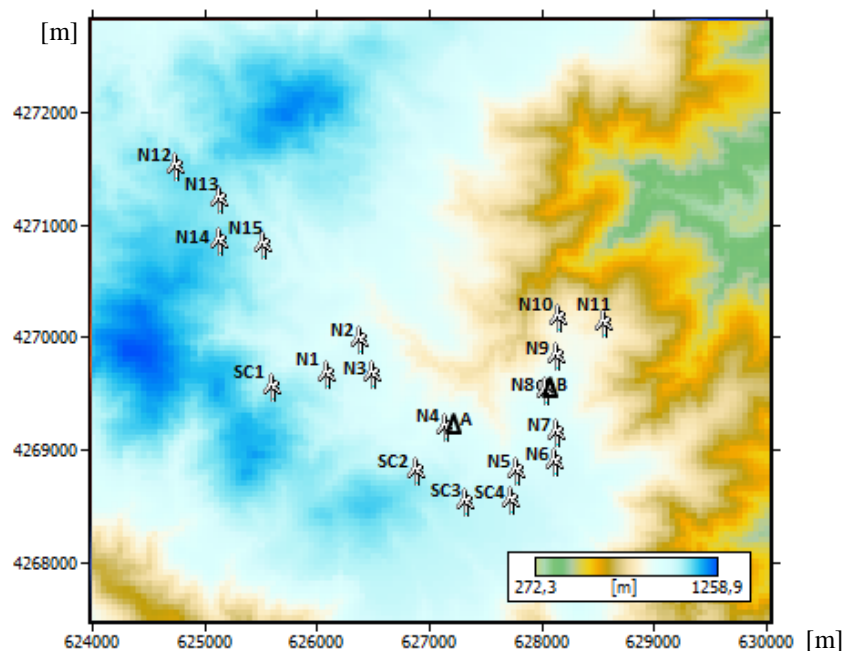 [m]
4272000
N12
N13
4271000
N14 N15
N10 N11
4270000
N2
N9
N1 N3
SC1
N8 B
N4 A
N7
4269000
N6
SC2 N5
SC3 SC4
4268000
272,3 [m] 1258,9
624000 625000 626000 627000 628000 629000 630000 [m]